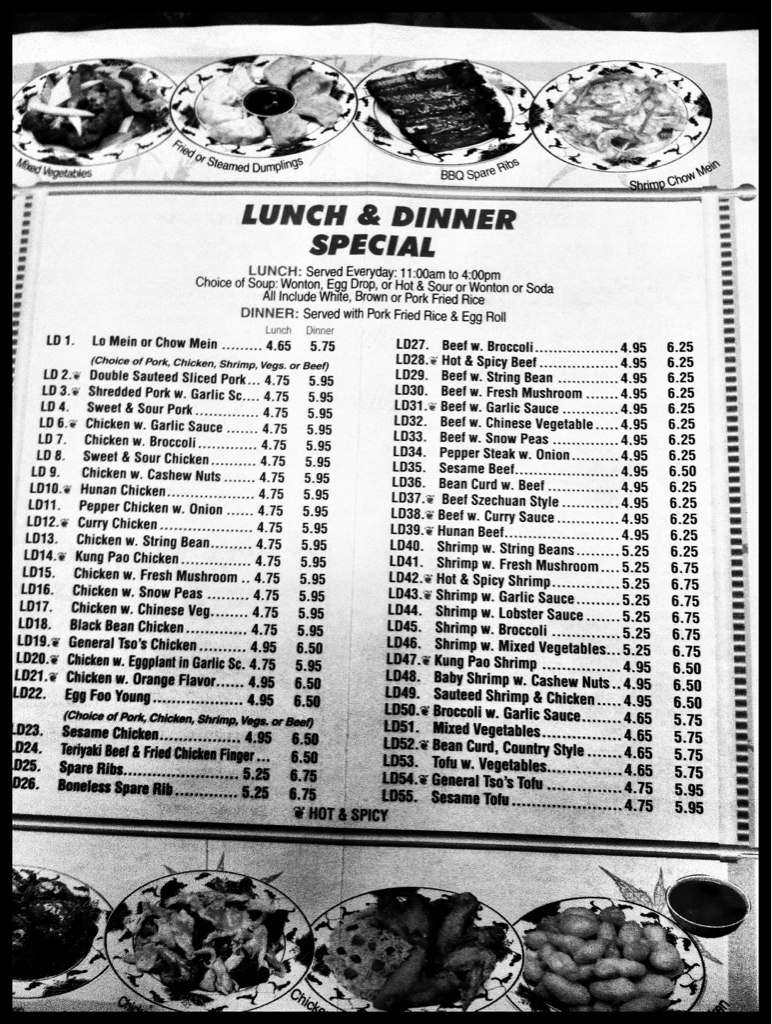 Mixed Vegetables
Fried or Steamed Dumplings
BBQ Spare Ribs
Shrimp Chow Mein
LUNCH & DINNER
SPECIAL
LUNCH: Served Everyday: 11:00am to 4:00pm
Choice of Soup: Wonton, Egg Drop, or Hot & Sour or Wonton or Soda
All Include White, Brown or Pork Fried Rice
DINNER: Served with Pork Fried Rice & Egg Roll
Lunch Dinner
LD 1. Lo Mein or Chow Mein ......... 4.65 5.75
(Choice of Pork, Chicken, Shrimp, Vegs. or Beef)
LD 2. Double Sauteed Sliced Pork... 4.75 5.95
LD 3. Shredded Pork w. Garlic Sc.... 4.75 5.95
LD 4. Sweet & Sour Pork .............. 4.75 5.95
LD 6. Chicken w. Garlic Sauce ....... 4.75 5.95
LD 7. Chicken w. Broccoli............. 4.75 5.95
LD 8. Sweet & Sour Chicken........... 4.75 5.95
LD 9. Chicken w. Cashew Nuts ....... 4.75 5.95
LD10. Hunan Chicken................... 4.75 5.95
LD11. Pepper Chicken w. Onion ...... 4.75 5.95
LD12. Curry Chicken .................... 4.75 5.95
LD13. Chicken w. String Bean......... 4.75 5.95
LD14. Kung Pao Chicken............... 4.75 5.95
LD15. Chicken w. Fresh Mushroom .. 4.75 5.95
LD16. Chicken w. Snow Peas ......... 4.75 5.95
LD17. Chicken w. Chinese Veg........ 4.75 5.95
LD18. Black Bean Chicken............. 4.75 5.95
LD19. General Tso's Chicken.......... 4.95 6.50
LD20. Chicken w. Eggplant in Garlic Sc. 4.75 5.95
LD21. Chicken w. Orange Flavor...... 4.95 6.50
LD22. Egg Foo Young.................... 4.95 6.50
(Choice of Pork, Chicken, Shrimp, Vegs. or Beef)
LD23. Sesame Chicken.................. 4.95 6.50
LD24. Teriyaki Beef & Fried Chicken Finger ... 6.50
LD25. Spare Ribs......................... 5.25 6.75
LD26. Boneless Spare Rib .............. 5.25 6.75
LD27. Beef w. Broccoli................... 4.95 6.25
LD28. Hot & Spicy Beef ................. 4.95 6.25
LD29. Beef w. String Bean ............. 4.95 6.25
LD30. Beef w. Fresh Mushroom ....... 4.95 6.25
LD31. Beef w. Garlic Sauce ............ 4.95 6.25
LD32. Beef w. Chinese Vegetable ..... 4.95 6.25
LD33. Beef w. Snow Peas .............. 4.95 6.25
LD34. Pepper Steak w. Onion.......... 4.95 6.25
LD35. Sesame Beef....................... 4.95 6.50
LD36. Bean Curd w. Beef ............... 4.95 6.25
LD37. Beef Szechuan Style ............. 4.95 6.25
LD38. Beef w. Curry Sauce ............. 4.95 6.25
LD39. Hunan Beef......................... 4.95 6.25
LD40. Shrimp w. String Beans......... 5.25 6.25
LD41. Shrimp w. Fresh Mushroom.... 5.25 6.75
LD42. Hot & Spicy Shrimp.............. 5.25 6.75
LD43. Shrimp w. Garlic Sauce......... 5.25 6.75
LD44. Shrimp w. Lobster Sauce ....... 5.25 6.75
LD45. Shrimp w. Broccoli .............. 5.25 6.75
LD46. Shrimp w. Mixed Vegetables... 5.25 6.75
LD47. Kung Pao Shrimp ................. 4.95 6.50
LD48. Baby Shrimp w. Cashew Nuts .. 4.95 6.50
LD49. Sauteed Shrimp & Chicken ..... 4.95 6.50
LD50. Broccoli w. Garlic Sauce........ 4.65 5.75
LD51. Mixed Vegetables................. 4.65 5.75
LD52. Bean Curd, Country Style ....... 4.65 5.75
LD53. Tofu w. Vegetables............... 4.65 5.75
LD54. General Tso's Tofu ............... 4.75 5.95
LD55. Sesame Tofu ....................... 4.75 5.95
HOT & SPICY